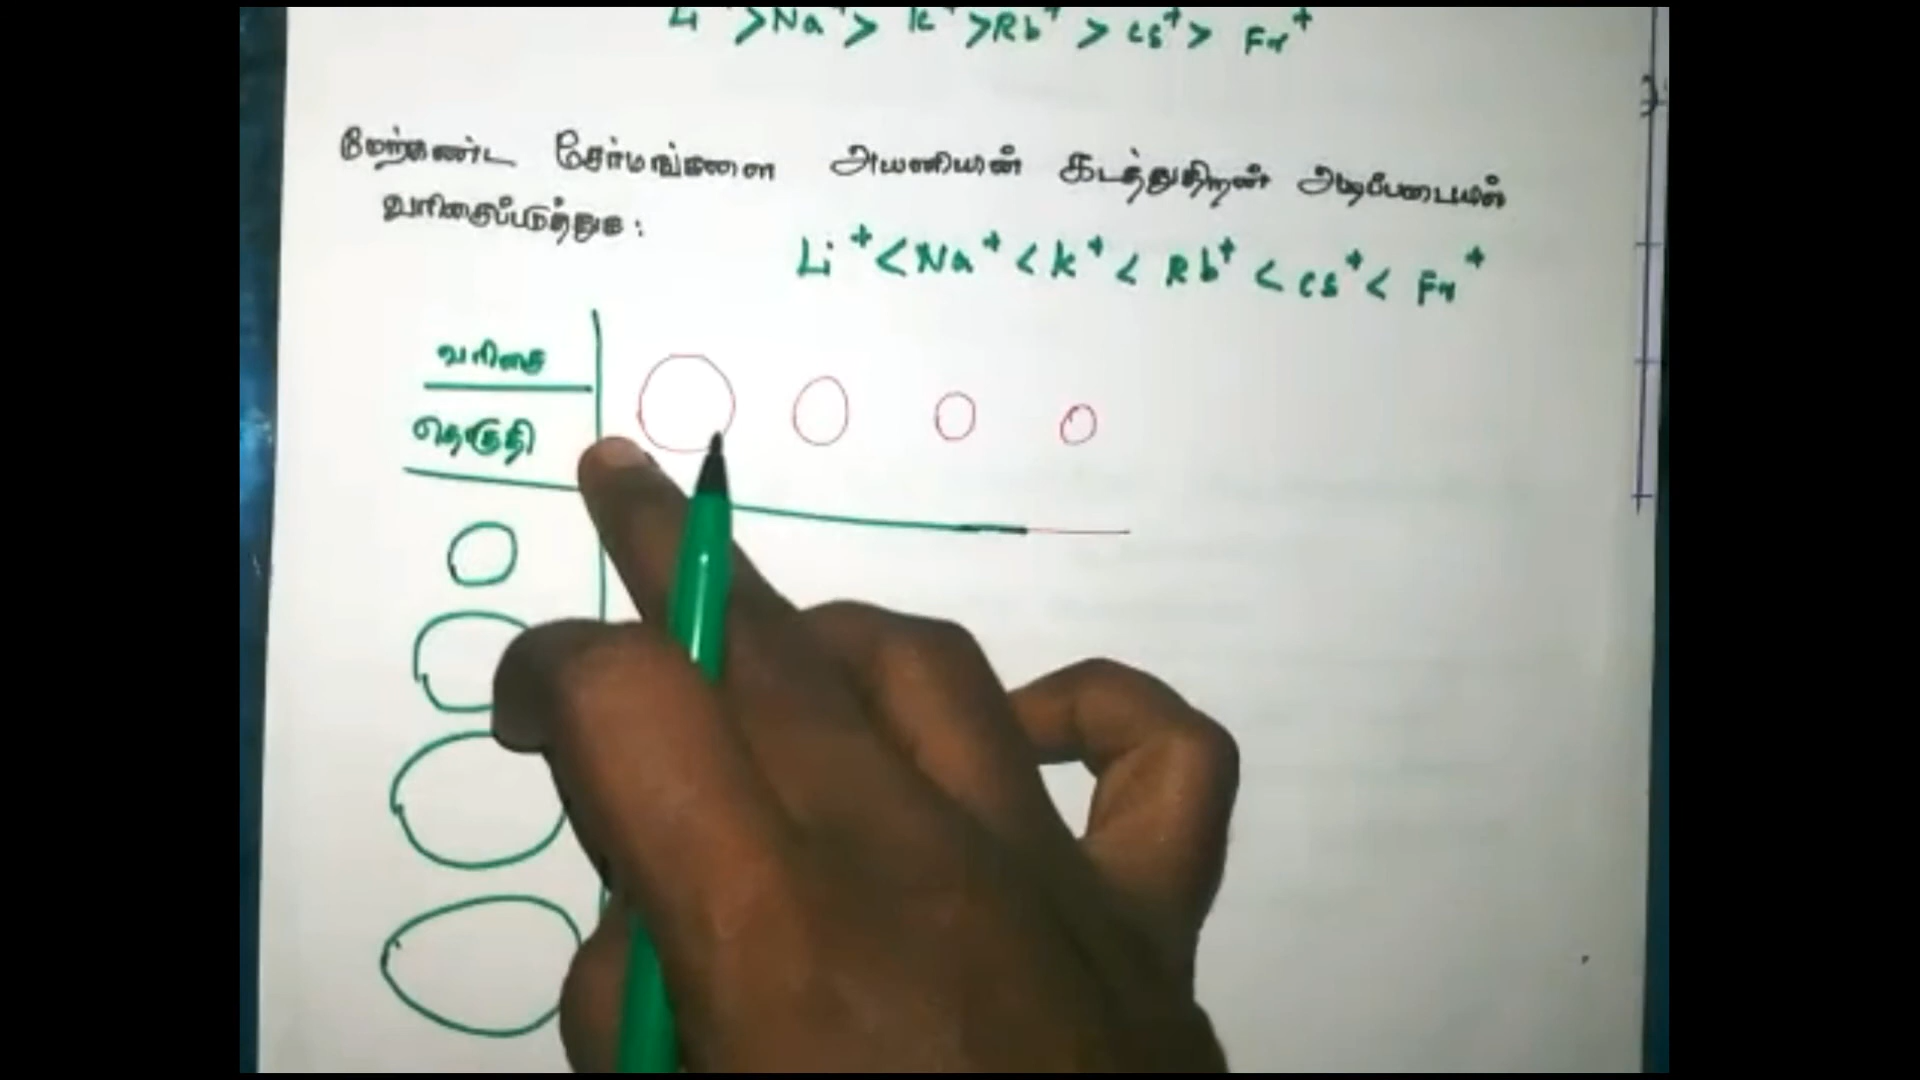 Li⁺ > Na⁺ > K⁺ > Rb⁺ > Cs⁺ > Fr⁺
மேற்கண்ட சேர்மங்களை அயனியின் கடத்துதிறன் அடிப்படையில்
வரிசைப்படுத்துக :
Li⁺ < Na⁺ < K⁺ < Rb⁺ < Cs⁺ < Fr⁺
வரிசை
தொகுதி